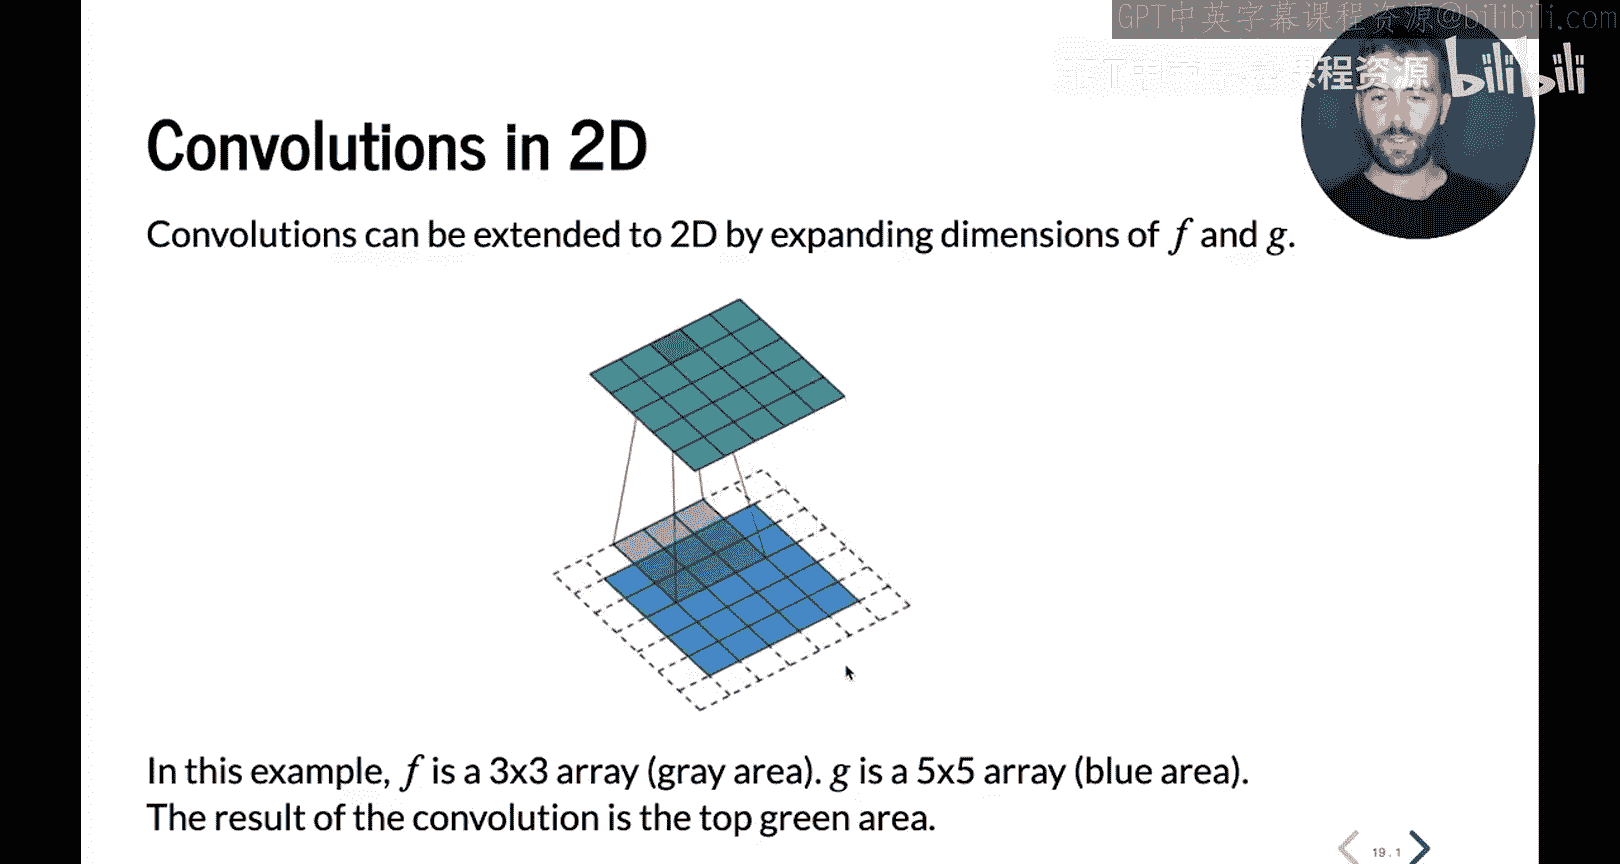 GPT中英字幕课程资源@bilibili.com
课程资源 bilibili
Convolutions in 2D
Convolutions can be extended to 2D by expanding dimensions of f and g.
In this example, f is a 3x3 array (gray area). g is a 5x5 array (blue area).
The result of the convolution is the top green area.
19.1